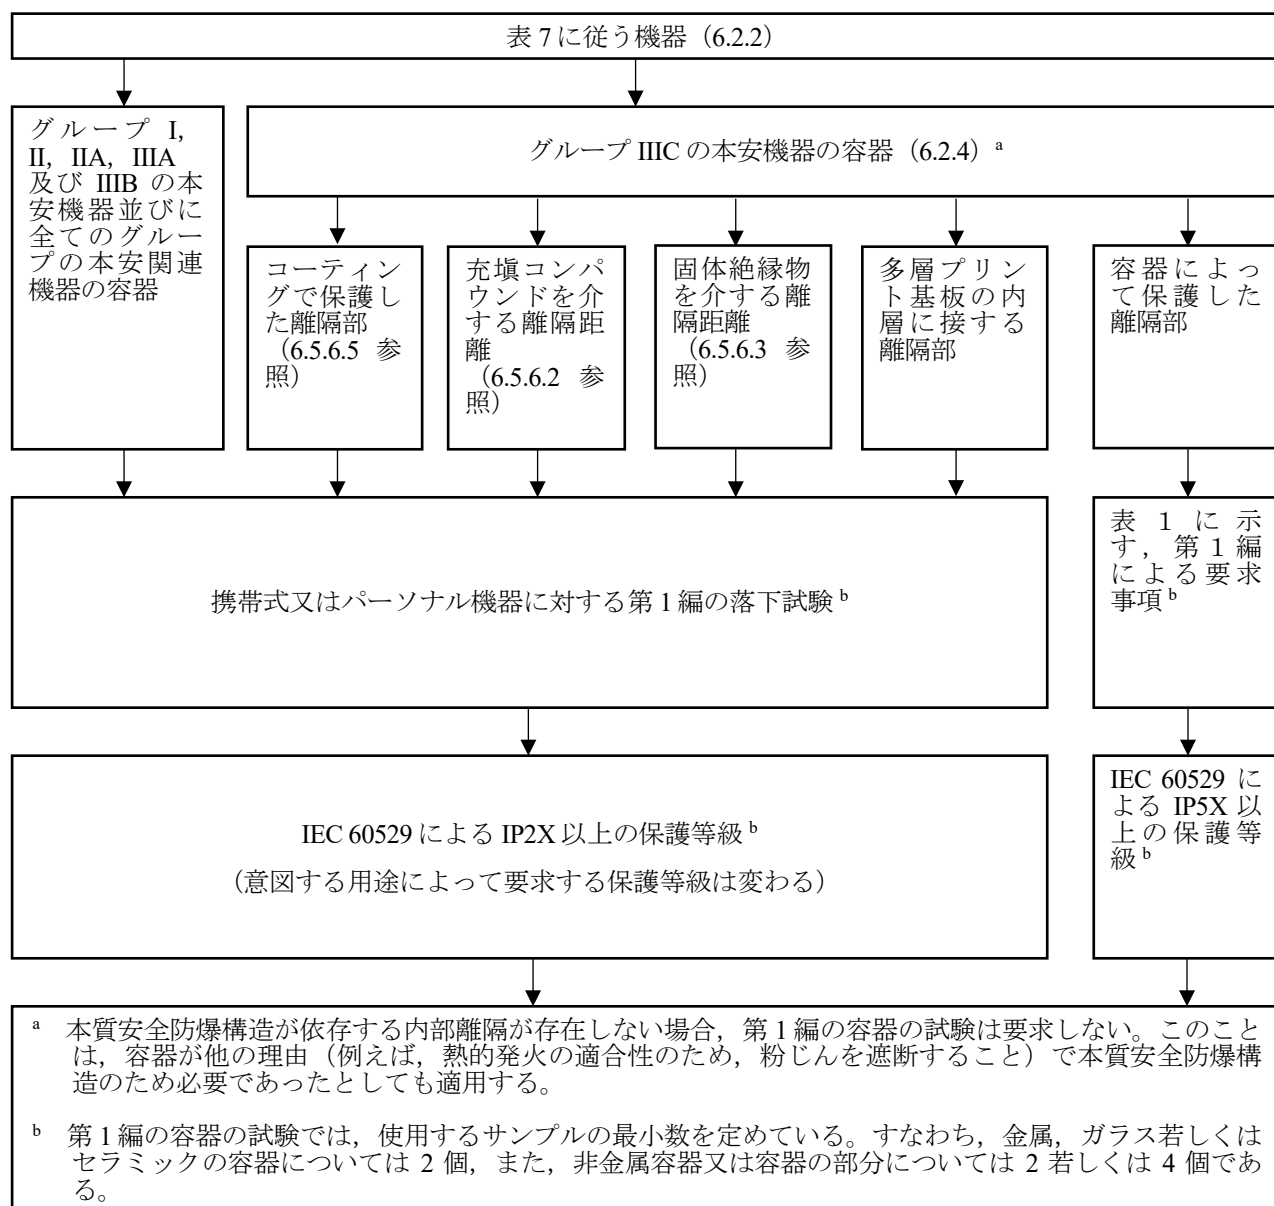 表 7 に従う機器（6.2.2）
グループ I,
II, IIA, IIIA
及び IIIB の本
安機器並びに
全てのグルー
プの本安関連
機器の容器
グループ IIIC の本安機器の容器（6.2.4）a
コーティン
グで保護し
た離隔部
（6.5.6.5 参
照）
充塡コンパ
ウンドを介
する離隔距
離
（6.5.6.2 参
照）
固体絶縁物
を介する離
隔距離
（6.5.6.3 参
照）
多層プリン
ト基板の内
層に接する
離隔部
容器によっ
て保護した
離隔部
携帯式又はパーソナル機器に対する第 1 編の落下試験 b
表 1 に示
す，第 1 編
による要求
事項 b
IEC 60529 による IP2X 以上の保護等級 b
（意図する用途によって要求する保護等級は変わる）
IEC 60529 に
よる IP5X 以
上の保護等
級 b
a 本質安全防爆構造が依存する内部離隔が存在しない場合，第 1 編の容器の試験は要求しない。このこと
は，容器が他の理由（例えば，熱的発火の適合性のため，粉じんを遮断すること）で本質安全防爆構
造のため必要であったとしても適用する。
b 第 1 編の容器の試験では，使用するサンプルの最小数を定めている。すなわち，金属，ガラス若しくは
セラミックの容器については 2 個，また，非金属容器又は容器の部分については 2 若しくは 4 個であ
る。